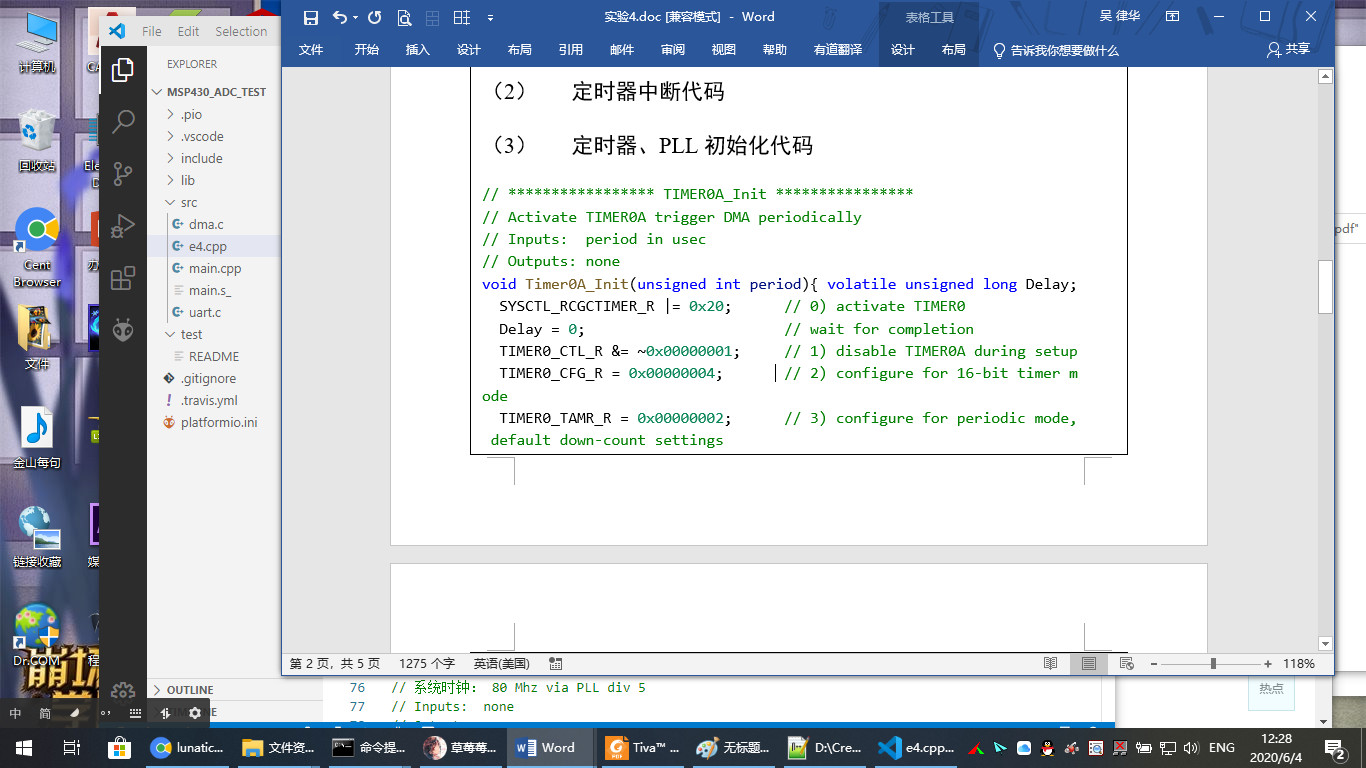 实验4.doc [兼容模式] - Word
表格工具
吴 律华
File Edit Selection
文件 开始 插入 设计 布局 引用 邮件 审阅 视图 帮助 有道翻译 设计 布局 告诉我你想要做什么 共享
计算机
回收站
Cent Browser
文件
金山每句
链接收藏
Dr.COM
EXPLORER
MSP430_ADC_TEST
.pio
.vscode
include
lib
src
dma.c
e4.cpp
main.cpp
main.s_
uart.c
test
README
.gitignore
.travis.yml
platformio.ini
OUTLINE
（2） 定时器中断代码
（3） 定时器、PLL 初始化代码
// ***************** TIMER0A_Init ****************
// Activate TIMER0A trigger DMA periodically
// Inputs:  period in usec
// Outputs: none
void Timer0A_Init(unsigned int period){ volatile unsigned long Delay;
SYSCTL_RCGCTIMER_R |= 0x20;      // 0) activate TIMER0
Delay = 0;                       // wait for completion
TIMER0_CTL_R &= ~0x00000001;     // 1) disable TIMER0A during setup
TIMER0_CFG_R = 0x00000004;       // 2) configure for 16-bit timer m
ode
TIMER0_TAMR_R = 0x00000002;      // 3) configure for periodic mode,
default down-count settings
pdf"
第 2 页，共 5 页 1275 个字 英语(美国) 118%
76 // 系统时钟: 80 Mhz via PLL div 5
77 // Inputs:  none
热点
中 简
lunatic... 文件资... 命令提... 草莓莓... Word Tiva™ ... 无标题... D:\Cre... e4.cpp... ENG
12:28
2020/6/4
2